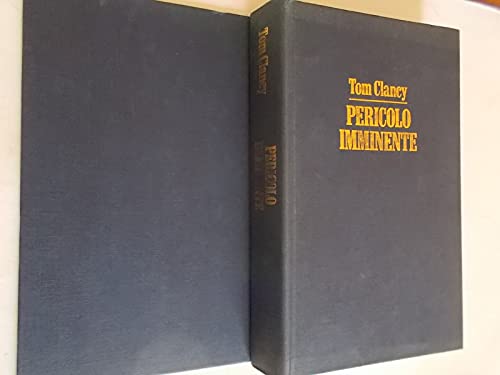 Tom Clancy
PERICOLO
IMMINENTE
Tom Clancy
PERICOLO
IMMINENTE